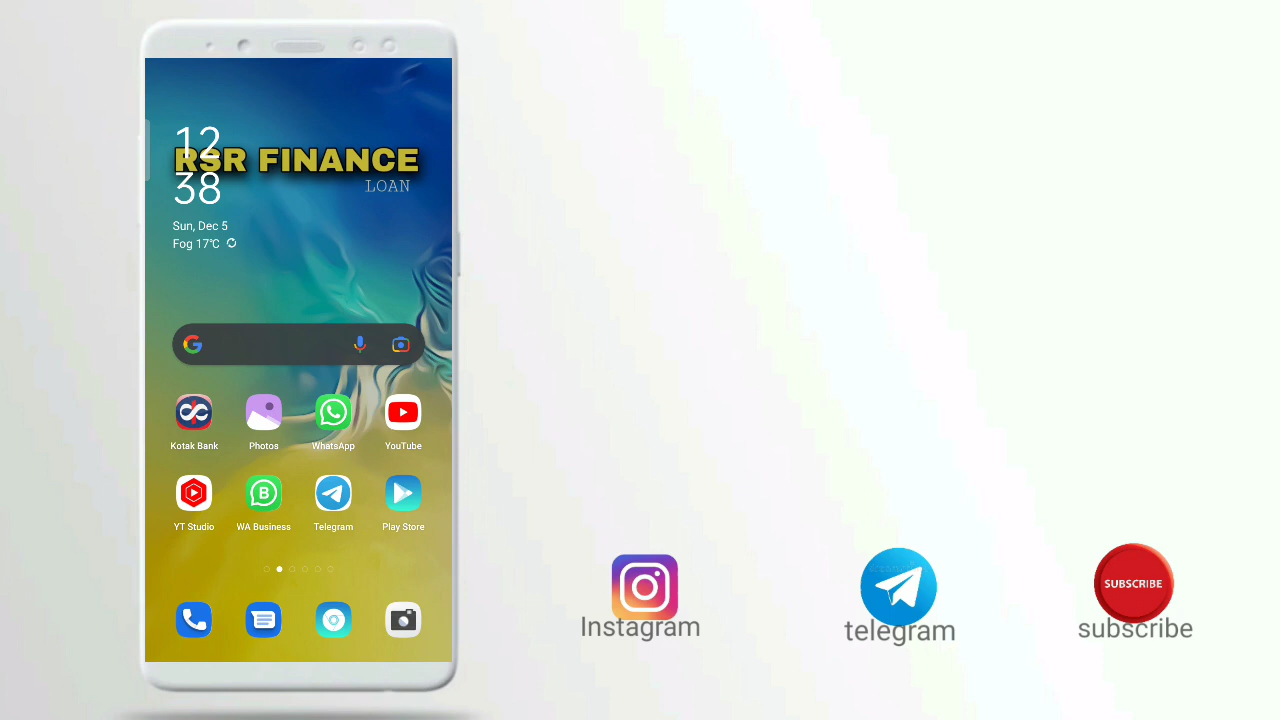 12
RSR FINANCE
38
LOAN
Sun, Dec 5
Fog 17°C
Kotak Bank
Photos
WhatsApp
YouTube
YT Studio
WA Business
Telegram
Play Store
SUBSCRIBE
Instagram
telegram
subscribe